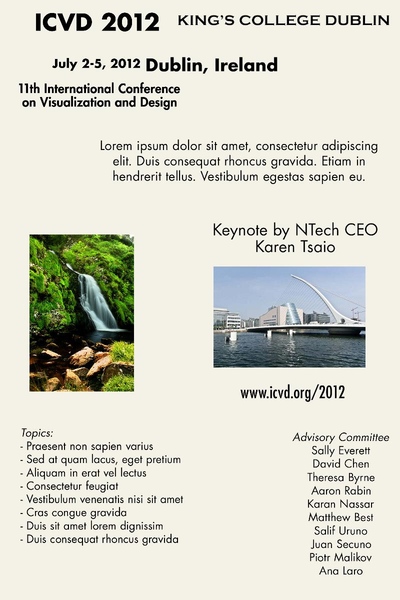 ICVD 2012 KING'S COLLEGE DUBLIN
July 2-5, 2012 Dublin, Ireland
11th International Conference
on Visualization and Design
Lorem ipsum dolor sit amet, consectetur adipiscing
elit. Duis consequat rhoncus gravida. Etiam in
hendrerit tellus. Vestibulum egestas sapien eu.
Keynote by NTech CEO
Karen Tsaio
www.icvd.org/2012
Topics:
- Praesent non sapien varius
- Sed at quam lacus, eget pretium
- Aliquam in erat vel lectus
- Consectetur feugiat
- Vestibulum venenatis nisi sit amet
- Cras congue gravida
- Duis sit amet lorem dignissim
- Duis consequat rhoncus gravida
Advisory Committee
Sally Everett
David Chen
Theresa Byrne
Aaron Rabin
Karan Nassar
Matthew Best
Salif Uruno
Juan Secuno
Piotr Malikov
Ana Laro